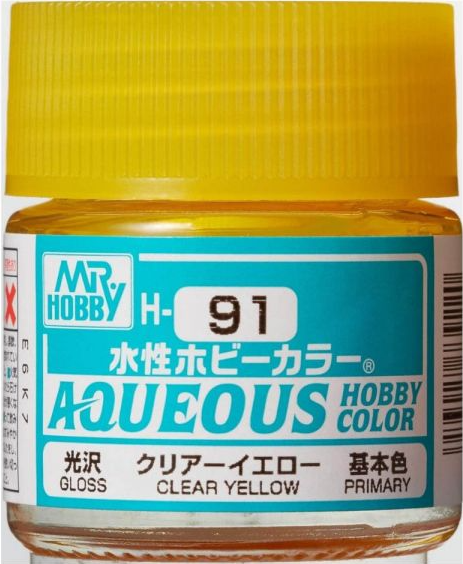 MR. HOBBY
H-91
水性ホビーカラー®
AQUEOUS HOBBY COLOR
光沢 クリアーイエロー 基本色
GLOSS CLEAR YELLOW PRIMARY
E6K7